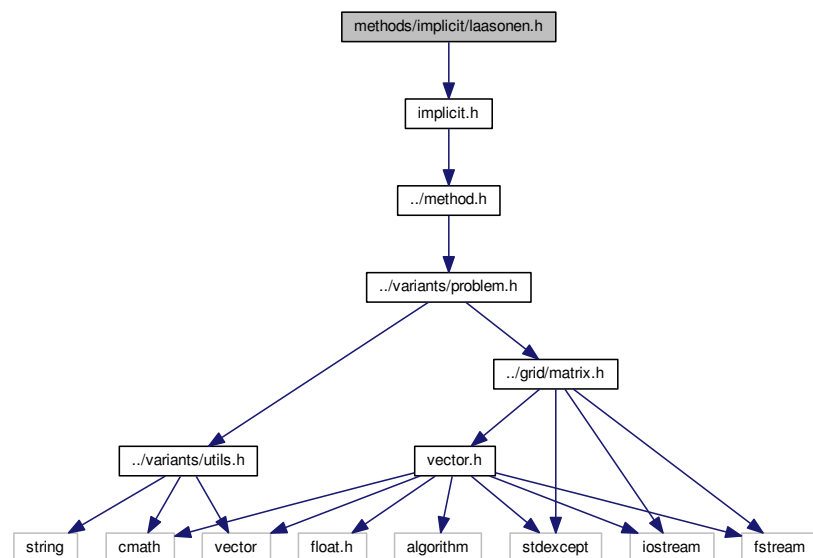 methods/implicit/laasonen.h
implicit.h
../method.h
../variants/problem.h
../grid/matrix.h
../variants/utils.h
vector.h
string
cmath
vector
float.h
algorithm
stdexcept
iostream
fstream